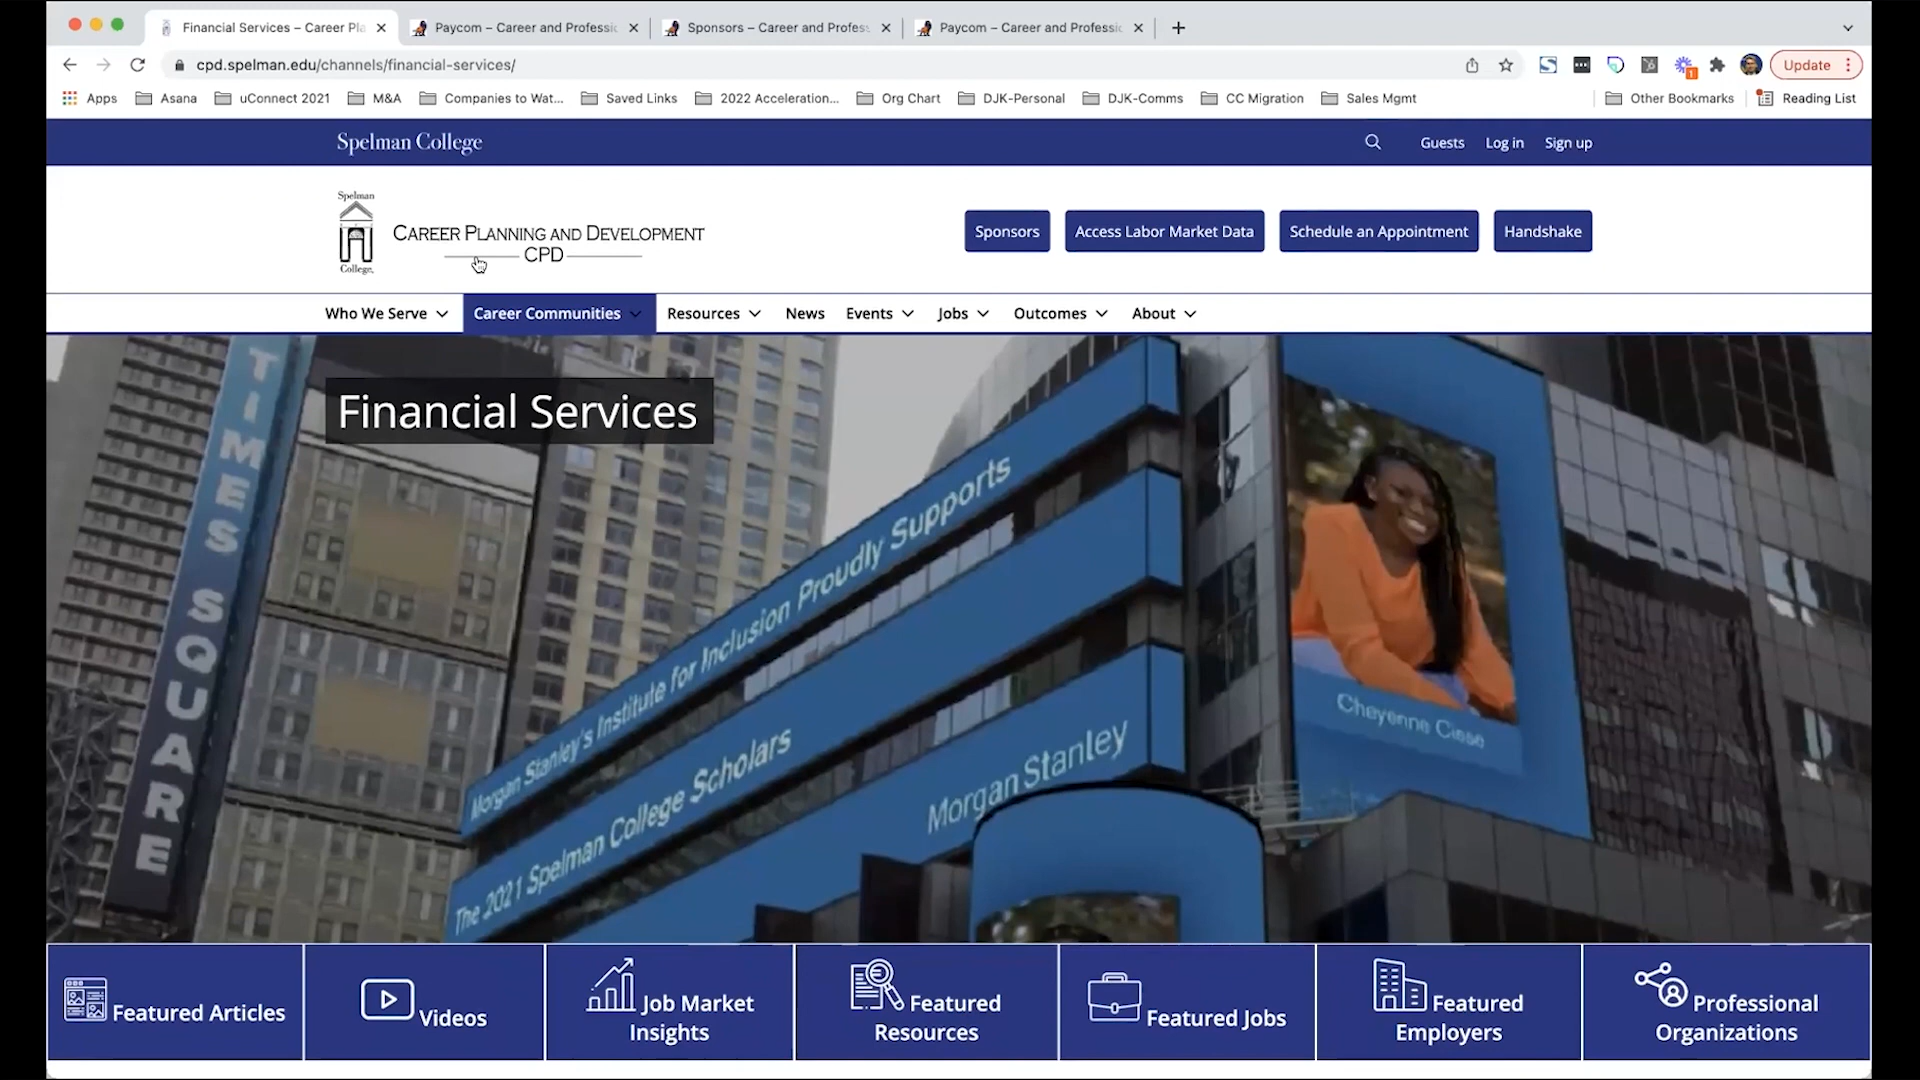 Financial Services – Career Pla
Paycom – Career and Professio
Sponsors – Career and Profess
Paycom – Career and Professio
cpd.spelman.edu/channels/financial-services/
1
Update
Apps
Asana
uConnect 2021
M&A
Companies to Wat...
Saved Links
2022 Acceleration...
Org Chart
DJK-Personal
DJK-Comms
CC Migration
Sales Mgmt
Other Bookmarks
Reading List
Spelman College
Guests
Log in
Sign up
Spelman
College.
CAREER PLANNING AND DEVELOPMENT
CPD
Sponsors
Access Labor Market Data
Schedule an Appointment
Handshake
Who We Serve
Career Communities
Resources
News
Events
Jobs
Outcomes
About
Financial Services
TIMES SQUARE
Morgan Stanley's Institute for Inclusion Proudly Supports
The 2021 Spelman College Scholars
Morgan Stanley
Cheyenne Cisse
Featured Articles
Videos
Job Market
Insights
Featured
Resources
Featured Jobs
Featured
Employers
Professional
Organizations